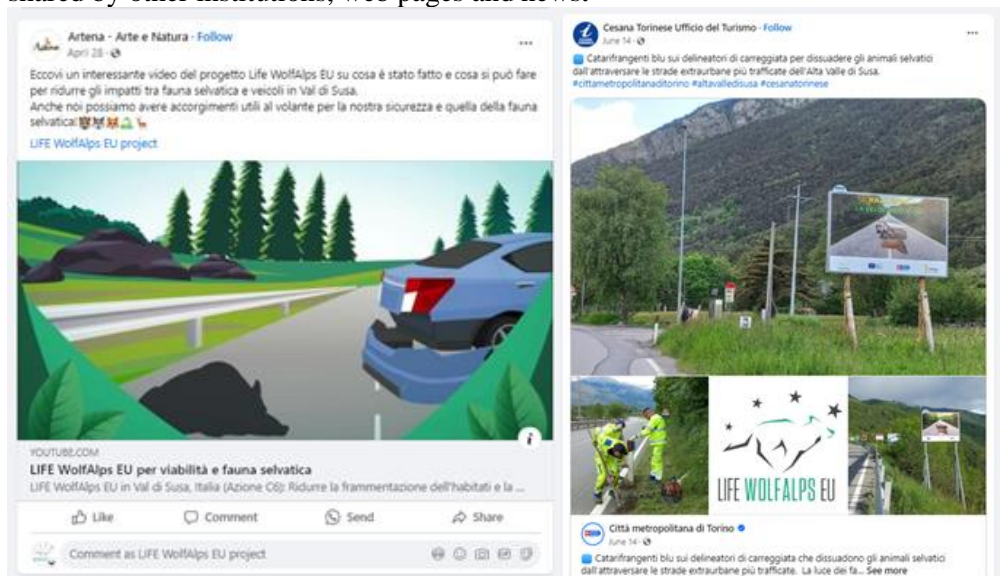 shared by other institutions, web pages and news.
Artena - Arte e Natura · Follow
April 28 ·
Eccovi un interessante video del progetto Life WolfAlps EU su cosa è stato fatto e cosa si può fare
per ridurre gli impatti tra fauna selvatica e veicoli in Val di Susa.
Anche noi possiamo avere accorgimenti utili al volante per la nostra sicurezza e quella della fauna
selvatica!
LIFE WolfAlps EU project
YOUTUBE.COM
LIFE WolfAlps EU per viabilità e fauna selvatica
LIFE WolfAlps EU in Val di Susa, Italia (Azione C6): Ridurre la frammentazione dell'habitati e la ...
Like Comment Send Share
Comment as LIFE WolfAlps EU project
Cesana Torinese Ufficio del Turismo · Follow
June 14 ·
Catarifrangenti blu sui delineatori di carreggiata per dissuadere gli animali selvatici
dall'attraversare le strade extraurbane più trafficate dell'Alta Valle di Susa.
#cittametropolitanaditorino #altavalledisusa #cesanatorinese
LIFE WOLFALPS EU
Città metropolitana di Torino
June 14 ·
Catarifrangenti blu sui delineatori di carreggiata che dissuadono gli animali selvatici
dall'attraversare le strade extraurbane più trafficate. La luce dei fa... See more